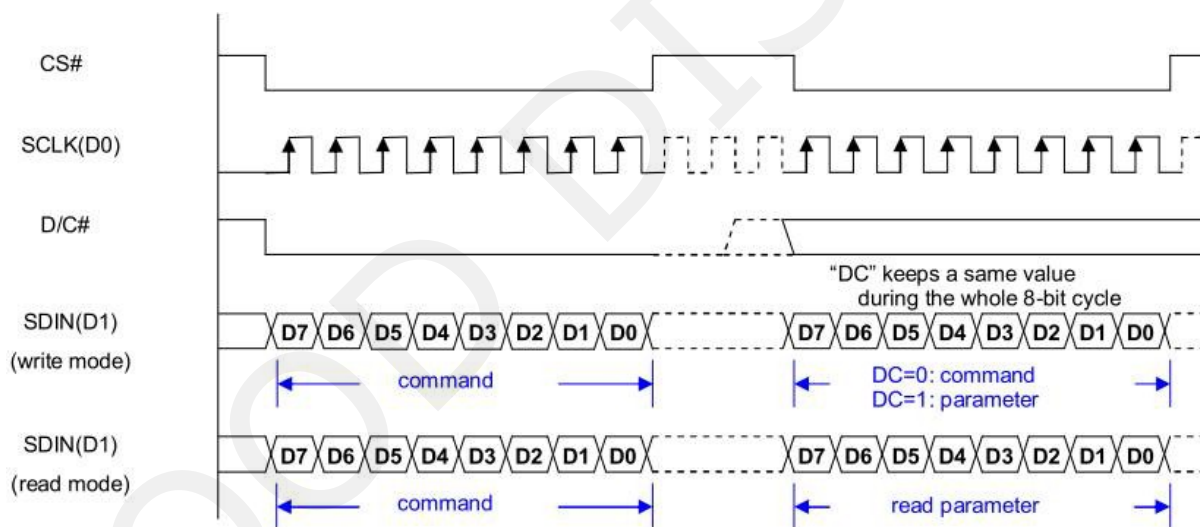 CS#
SCLK(D0)
D/C#
"DC" keeps a same value
during the whole 8-bit cycle
SDIN(D1)
(write mode)
D7 D6 D5 D4 D3 D2 D1 D0 D7 D6 D5 D4 D3 D2 D1 D0
command
DC=0: command
DC=1: parameter
SDIN(D1)
(read mode)
D7 D6 D5 D4 D3 D2 D1 D0 D7 D6 D5 D4 D3 D2 D1 D0
command read parameter